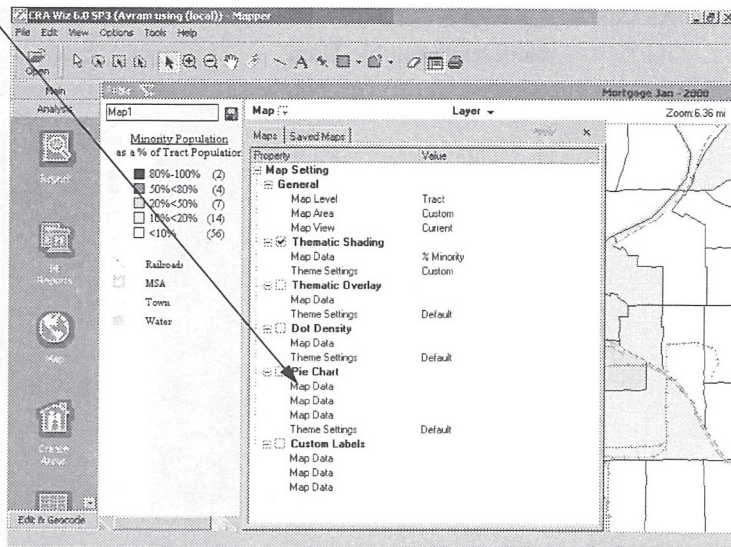 CRA Wiz 6.0 SP3 (Avram using (local)) - Mapper
File Edit View Options Tools Help
Open
Main
Mortgage Jan - 2000
Analysis
Map1
Map
Layer
Zoom:6.36 mi
Maps
Saved Maps
Apply
Minority Population
as a % of Tract Population
Property
Value
Map Setting
General
80%-100% (2)
50%<80% (4)
20%<50% (7)
10%<20% (14)
<10% (56)
Map Level
Tract
Map Area
Custom
Map View
Current
Report
Thematic Shading
Map Data
% Minority
Theme Settings
Custom
Railroads
MSA
Town
Water
Thematic Overlay
Map Data
Theme Settings
Default
Reports
Dot Density
Map Data
Theme Settings
Default
Map
Pie Chart
Map Data
Map Data
Map Data
Theme Settings
Default
Custom Labels
Map Data
Map Data
Map Data
Edit & Geocode